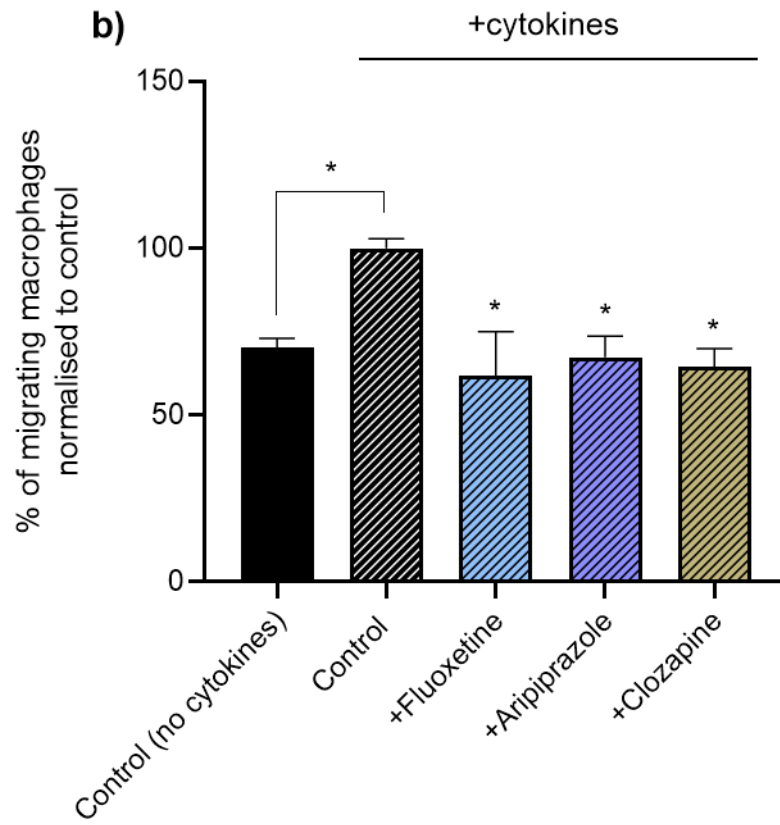 b)
+cytokines
% of migrating macrophages
normalised to control
150
100
50
0
*
*
*
*
Control (no cytokines)
Control
+Fluoxetine
+Aripiprazole
+Clozapine